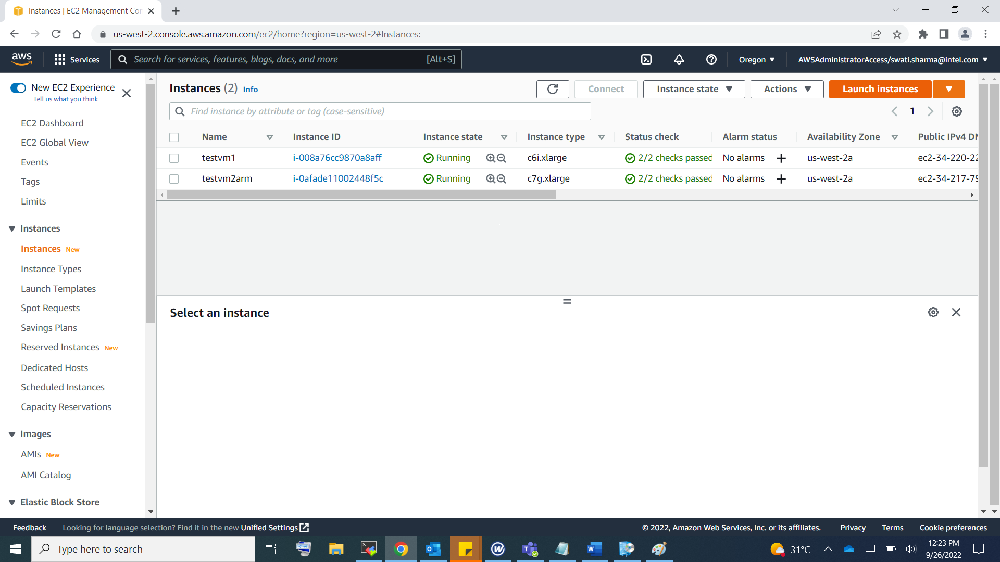 Instances | EC2 Management Con
us-west-2.console.aws.amazon.com/ec2/home?region=us-west-2#Instances:
aws
Services
Search for services, features, blogs, docs, and more [Alt+S]
Oregon
AWSAdministratorAccess/swati.sharma@intel.com
New EC2 Experience
Tell us what you think
EC2 Dashboard
EC2 Global View
Events
Tags
Limits
Instances
Instances New
Instance Types
Launch Templates
Spot Requests
Savings Plans
Reserved Instances New
Dedicated Hosts
Scheduled Instances
Capacity Reservations
Images
AMIs New
AMI Catalog
Elastic Block Store
Instances (2) Info
Connect
Instance state
Actions
Launch instances
Find instance by attribute or tag (case-sensitive)
1
Name Instance ID Instance state Instance type Status check Alarm status Availability Zone Public IPv4 DN
testvm1 i-008a76cc9870a8aff Running c6i.xlarge 2/2 checks passed No alarms + us-west-2a ec2-34-220-22
testvm2arm i-0afade11002448f5c Running c7g.xlarge 2/2 checks passed No alarms + us-west-2a ec2-34-217-79
Select an instance
Feedback Looking for language selection? Find it in the new Unified Settings © 2022, Amazon Web Services, Inc. or its affiliates. Privacy Terms Cookie preferences
Type here to search
31°C
12:23 PM
9/26/2022